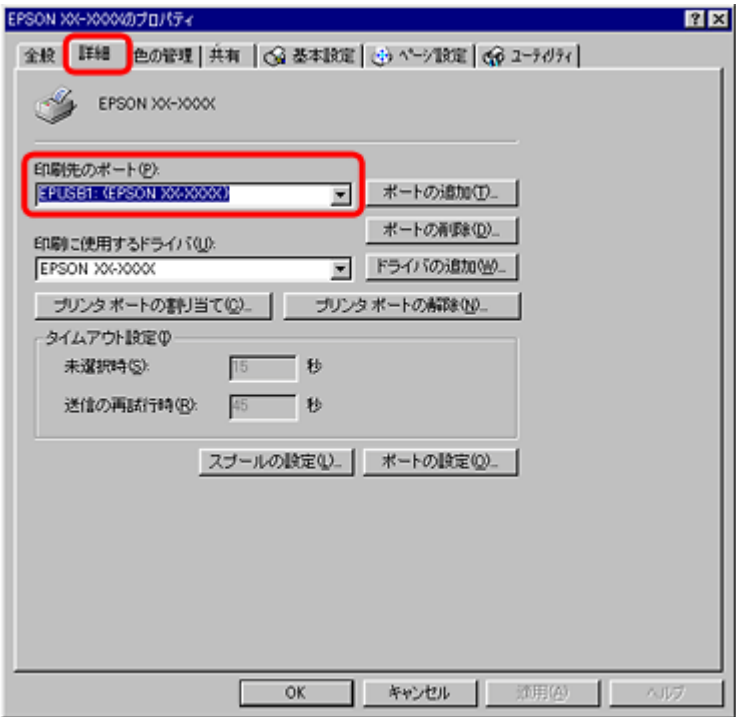 EPSON XX-XXXXのプロパティ
全般 詳細 色の管理 共有 基本設定 ページ設定 ユーティリティ
EPSON XX-XXXX
印刷先のポート(P):
EPUSB1: (EPSON XX-XXXX)
ポートの追加(T)...
ポートの削除(D)...
印刷に使用するドライバ(U):
EPSON XX-XXXX
ドライバの追加(W)...
プリンタ ポートの割り当て(C)... プリンタ ポートの解除(N)...
タイムアウト設定(I)
未選択時(S): 15 秒
送信の再試行時(R): 45 秒
スプールの設定(L)... ポートの設定(O)...
OK キャンセル 適用(A) ヘルプ